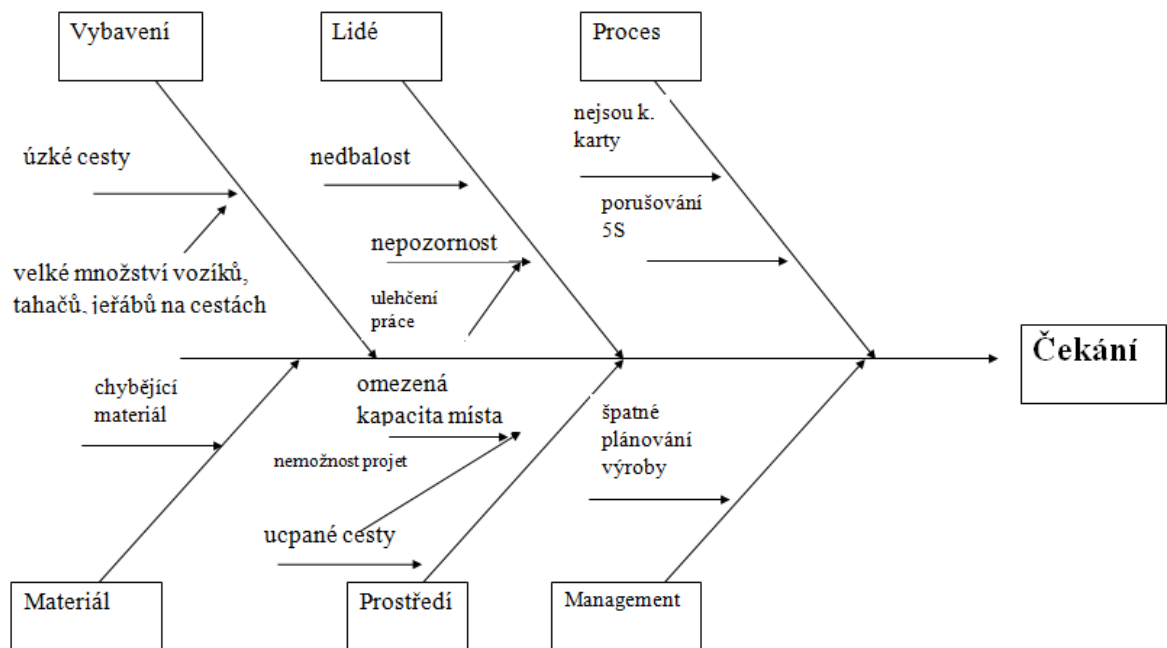 Vybavení
Lidé
Proces
nejsou k.
karty
úzké cesty
nedbalost
porušování
5S
nepozornost
velké množství vozíků,
tahačů, jeřábů na cestách
ulehčení
práce
Čekání
chybějící
materiál
omezená
kapacita místa
špatné
plánování
výroby
nemožnost projet
ucpané cesty
Materiál
Prostředí
Management